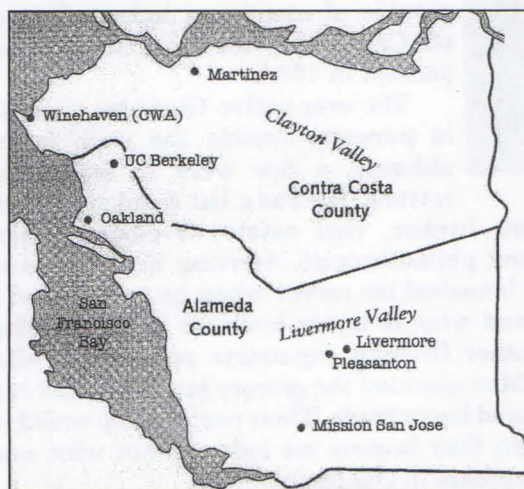 Martinez
Winehaven (CWA)
Clayton Valley
UC Berkeley
Contra Costa
County
Oakland
San
Francisco
Bay
Alameda
County
Livermore Valley
Livermore
Pleasanton
Mission San Jose